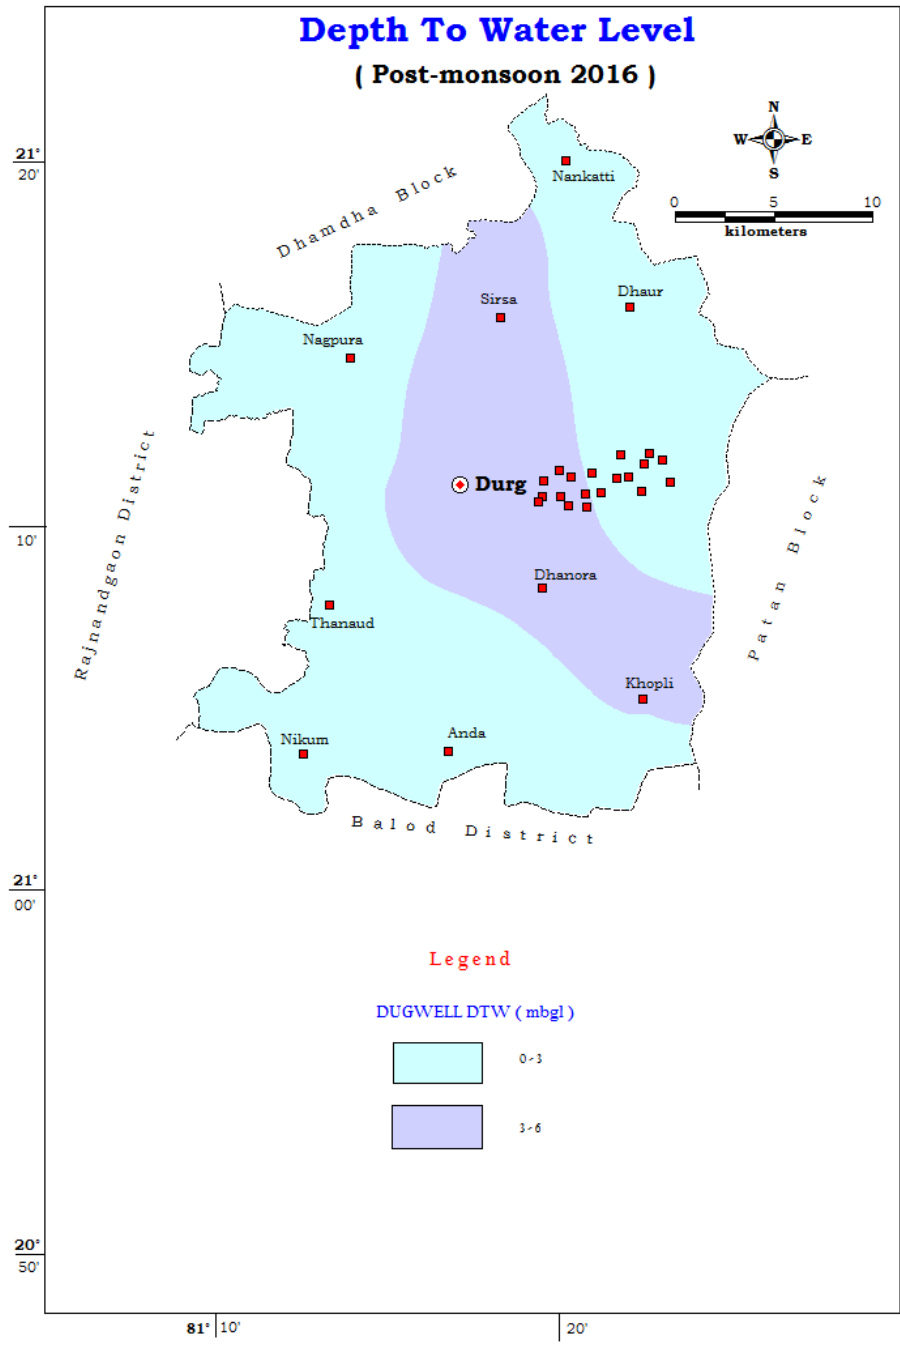 Depth To Water Level
( Post-monsoon 2016 )
N
W E
S
0 5 10
kilometers
21°
20'
Dhamdha Block
Nankatti
Sirsa
Dhaur
Nagpura
Rajnandgaon District
Durg
Patan Block
10'
Dhanora
Thanaud
Khopli
Nikum
Anda
Balod District
21°
00'
Legend
DUGWELL DTW ( mbgl )
0-3
3-6
20°
50'
81° 10'
20'